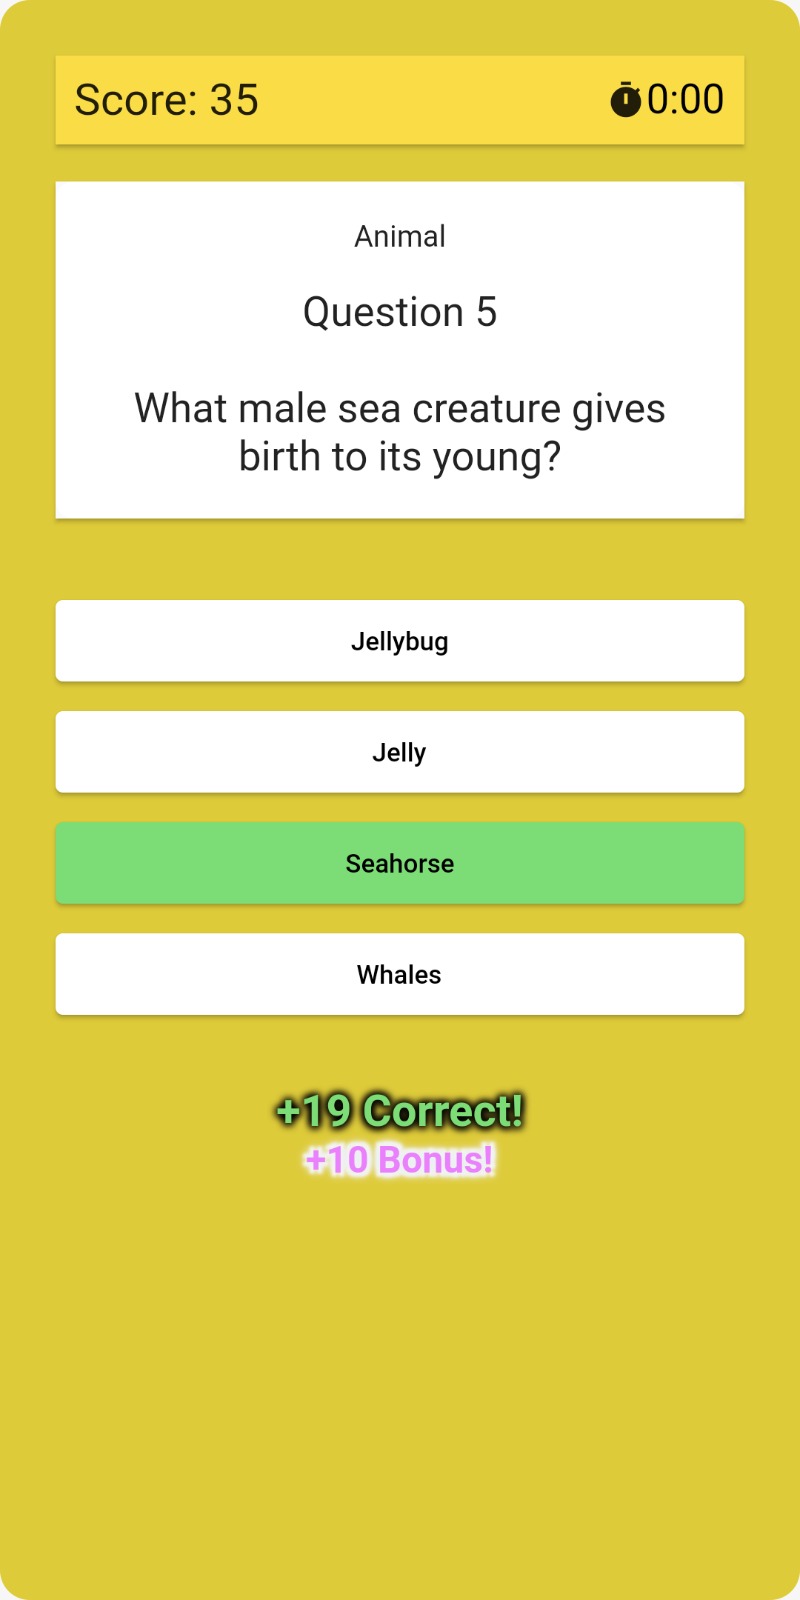 Score: 35
0:00
Animal
Question 5
What male sea creature gives
birth to its young?
Jellybug
Jelly
Seahorse
Whales
+19 Correct!
+10 Bonus!